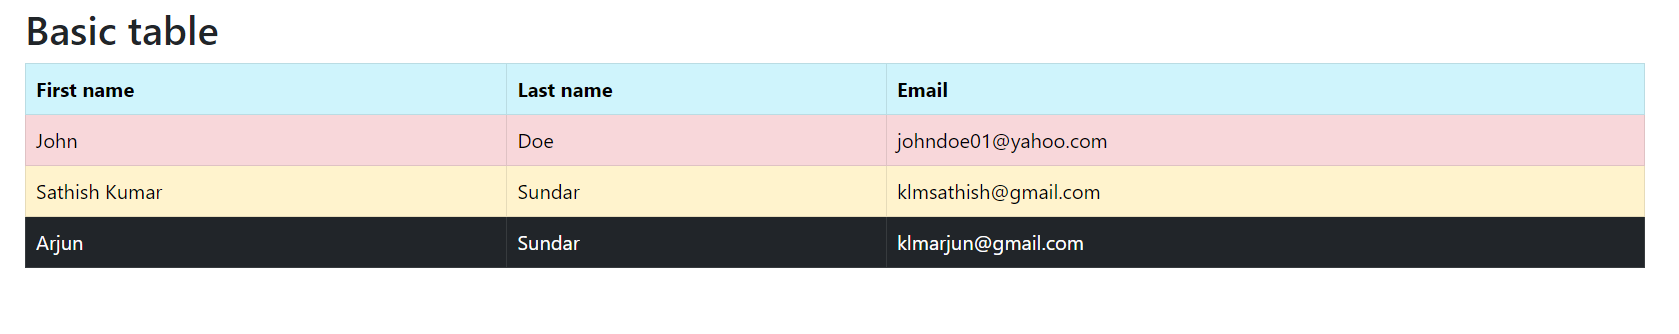 Basic table
First name Last name Email
John Doe johndoe01@yahoo.com
Sathish Kumar Sundar klmsathish@gmail.com
Arjun Sundar klmarjun@gmail.com